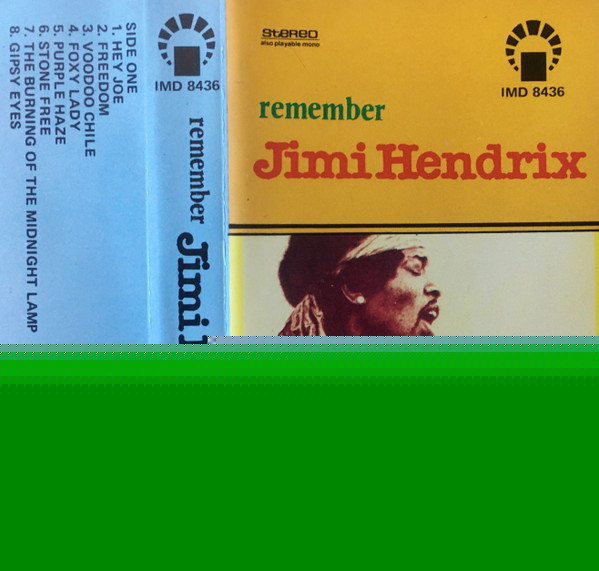 SIDE ONE
1. HEY JOE
2. FREEDOM
3. VOODOO CHILE
4. FOXY LADY
5. PURPLE HAZE
6. STONE FREE
7. THE BURNING OF THE MIDNIGHT LAMP
8. GIPSY EYES
IMD 8436
remember
Jimi
STEREO
also playable mono
IMD 8436
remember
Jimi Hendrix